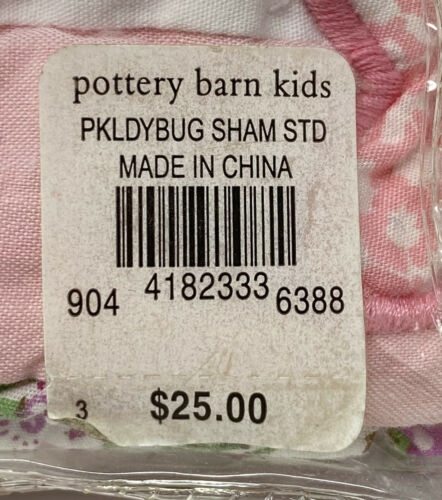 pottery barn kids
PKLDYBUG SHAM STD
MADE IN CHINA
904 4182333 6388
3 $25.00